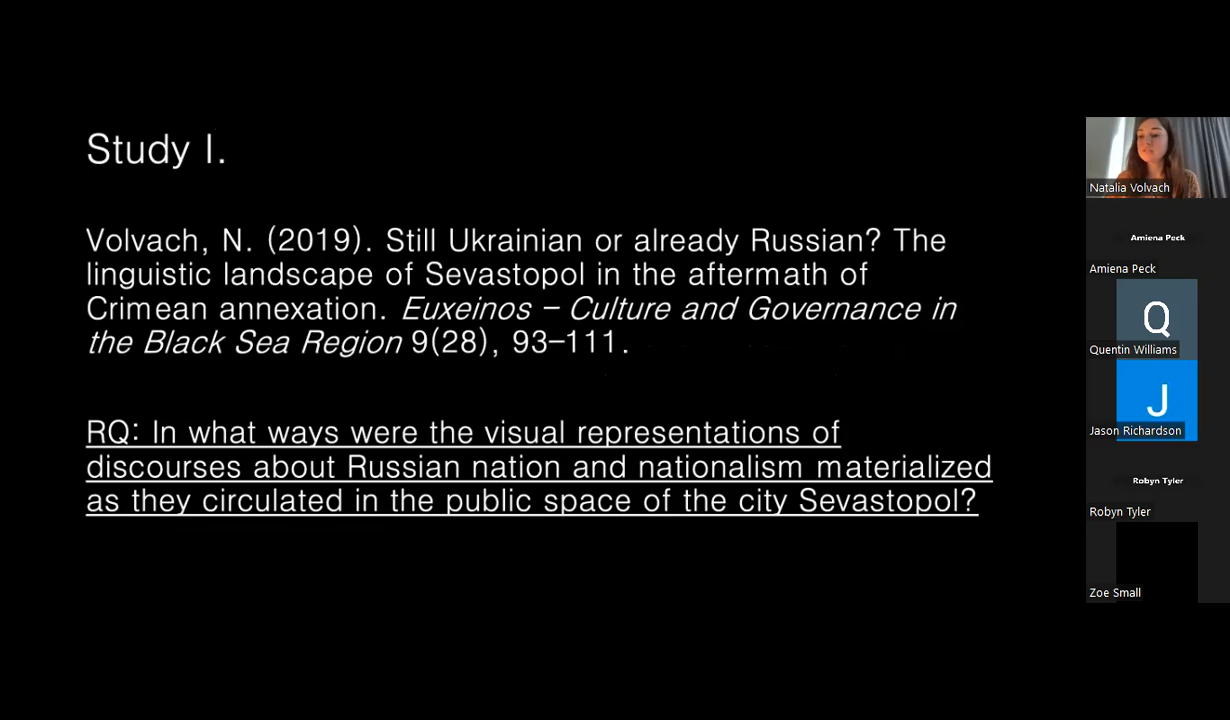 Study I.
Volvach, N. (2019). Still Ukrainian or already Russian? The
linguistic landscape of Sevastopol in the aftermath of
Crimean annexation. Euxeinos – Culture and Governance in
the Black Sea Region 9(28), 93–111.
RQ: In what ways were the visual representations of
discourses about Russian nation and nationalism materialized
as they circulated in the public space of the city Sevastopol?
Natalia Volvach
Amiena Peck
Amiena Peck
Q
Quentin Williams
J
Jason Richardson
Robyn Tyler
Robyn Tyler
Zoe Small